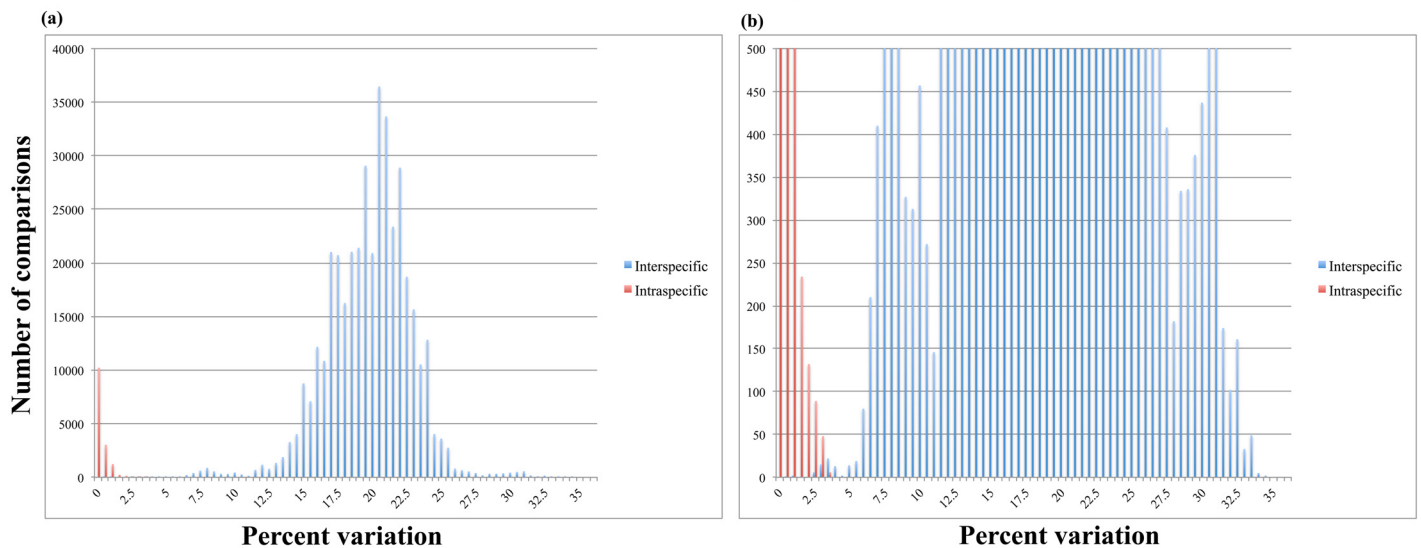 (a)
Number of comparisons
40000
35000
30000
25000
20000
15000
10000
5000
0
0 2.5 5 7.5 10 12.5 15 17.5 20 22.5 25 27.5 30 32.5 35
Percent variation
Interspecific
Intraspecific
(b)
500
450
400
350
300
250
200
150
100
50
0
0 2.5 5 7.5 10 12.5 15 17.5 20 22.5 25 27.5 30 32.5 35
Percent variation
Interspecific
Intraspecific